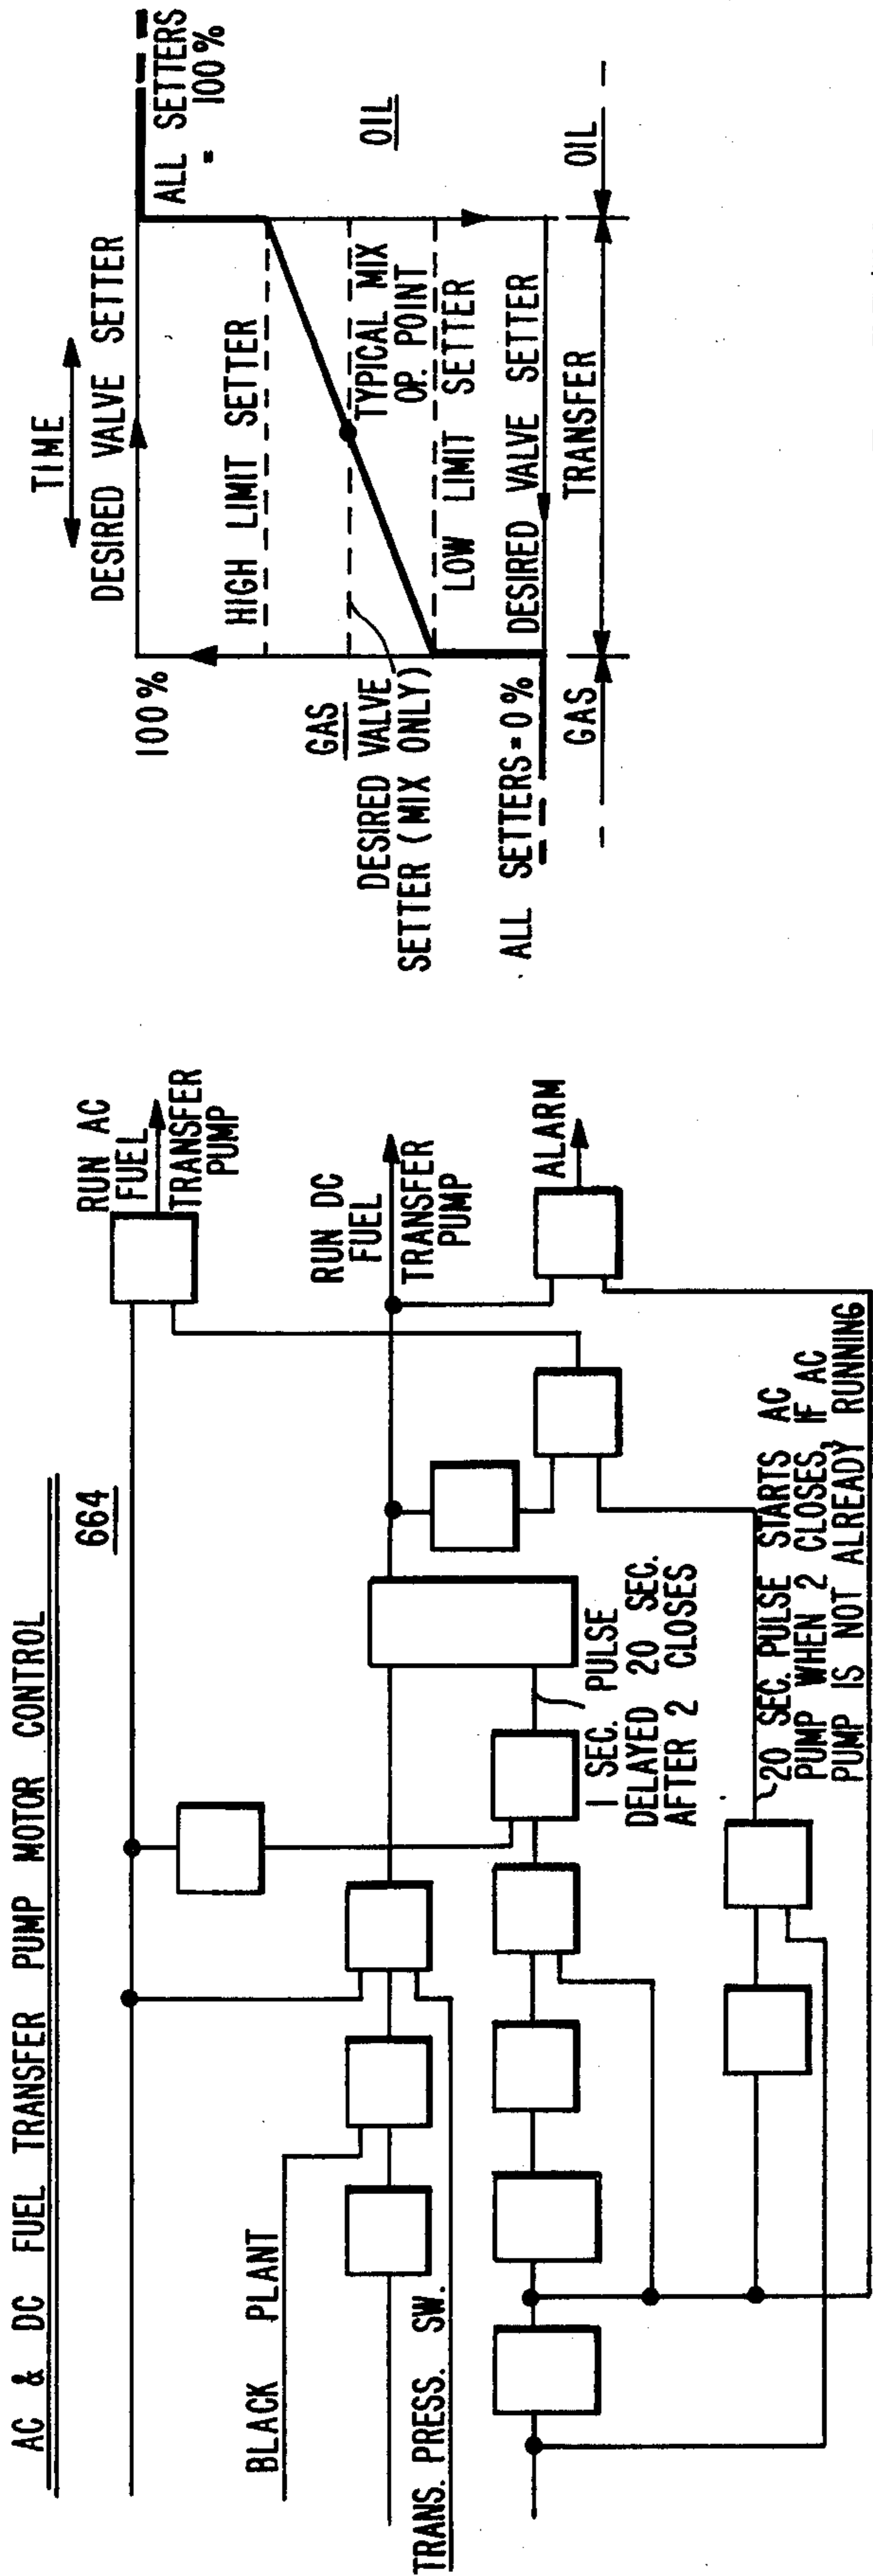 AC & DC FUEL TRANSFER PUMP MOTOR CONTROL
664
BLACK PLANT
TRANS. PRESS. SW.
RUN AC
FUEL
TRANSFER
PUMP
RUN DC
FUEL
TRANSFER
PUMP
ALARM
1 SEC. PULSE
DELAYED 20 SEC.
AFTER 2 CLOSES
20 SEC. PULSE STARTS AC
PUMP WHEN 2 CLOSES, IF AC
PUMP IS NOT ALREADY RUNNING
TIME
DESIRED VALVE SETTER
100%
ALL SETTERS
= 100%
HIGH LIMIT SETTER
GAS
DESIRED VALVE
SETTER (MIX ONLY)
OIL
TYPICAL MIX
OP. POINT
LOW LIMIT SETTER
DESIRED VALVE SETTER
ALL SETTERS = 0%
GAS
TRANSFER
OIL